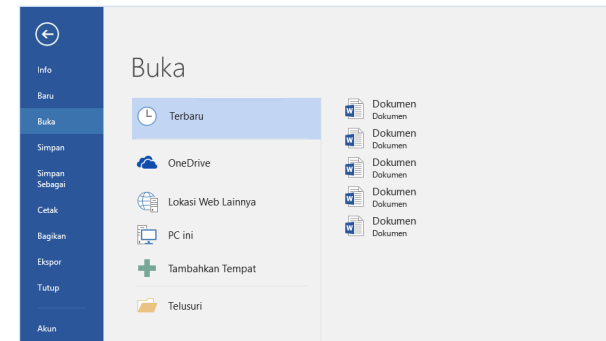 Info
Baru
Buka
Simpan
Simpan
Sebagai
Cetak
Bagikan
Ekspor
Tutup
Akun
Buka
Terbaru
OneDrive
Lokasi Web Lainnya
PC ini
Tambahkan Tempat
Telusuri
Dokumen
Dokumen
Dokumen
Dokumen
Dokumen
Dokumen
Dokumen
Dokumen
Dokumen
Dokumen